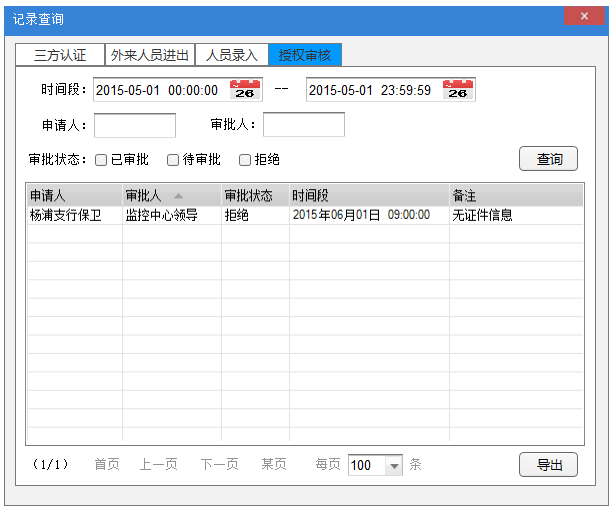 记录查询
三方认证 外来人员进出 人员录入 授权审核
时间段： 2015-05-01 00:00:00 26 -- 2015-05-01 23:59:59 26
申请人： 审批人：
审批状态： 已审批 待审批 拒绝 查询
申请人 审批人 审批状态 时间段 备注
杨浦支行保卫 监控中心领导 拒绝 2015年06月01日 09:00:00 无证件信息
（1/1） 首页 上一页 下一页 某页 每页 100 条 导出